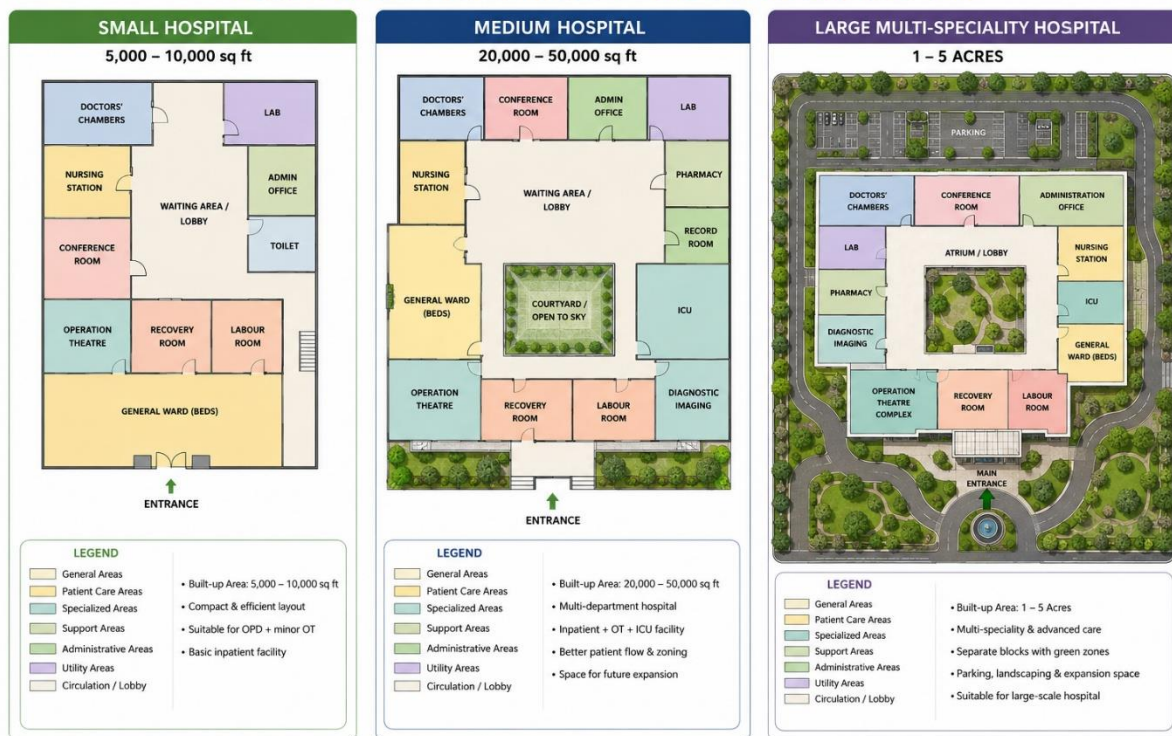 SMALL HOSPITAL
5,000 – 10,000 sq ft
DOCTORS'
CHAMBERS
LAB
NURSING
STATION
WAITING AREA /
LOBBY
ADMIN
OFFICE
TOILET
CONFERENCE
ROOM
OPERATION
THEATRE
RECOVERY
ROOM
LABOUR
ROOM
GENERAL WARD (BEDS)
ENTRANCE
LEGEND
General Areas
Patient Care Areas
Specialized Areas
Support Areas
Administrative Areas
Utility Areas
Circulation / Lobby
• Built-up Area: 5,000 – 10,000 sq ft
• Compact & efficient layout
• Suitable for OPD + minor OT
• Basic inpatient facility
MEDIUM HOSPITAL
20,000 – 50,000 sq ft
DOCTORS'
CHAMBERS
CONFERENCE
ROOM
ADMIN
OFFICE
LAB
NURSING
STATION
WAITING AREA /
LOBBY
PHARMACY
RECORD
ROOM
GENERAL WARD
(BEDS)
COURTYARD /
OPEN TO SKY
ICU
OPERATION
THEATRE
RECOVERY
ROOM
LABOUR
ROOM
DIAGNOSTIC
IMAGING
ENTRANCE
LEGEND
General Areas
Patient Care Areas
Specialized Areas
Support Areas
Administrative Areas
Utility Areas
Circulation / Lobby
• Built-up Area: 20,000 – 50,000 sq ft
• Multi-department hospital
• Inpatient + OT + ICU facility
• Better patient flow & zoning
• Space for future expansion
LARGE MULTI-SPECIALITY HOSPITAL
1 – 5 ACRES
PARKING
DOCTORS'
CHAMBERS
CONFERENCE
ROOM
ADMINISTRATION
OFFICE
LAB
ATRIUM / LOBBY
NURSING
STATION
PHARMACY
ICU
DIAGNOSTIC
IMAGING
GENERAL
WARD (BEDS)
OPERATION
THEATRE
COMPLEX
RECOVERY
ROOM
LABOUR
ROOM
MAIN
ENTRANCE
LEGEND
General Areas
Patient Care Areas
Specialized Areas
Support Areas
Administrative Areas
Utility Areas
Circulation / Lobby
• Built-up Area: 1 – 5 Acres
• Multi-speciality & advanced care
• Separate blocks with green zones
• Parking, landscaping & expansion space
• Suitable for large-scale hospital